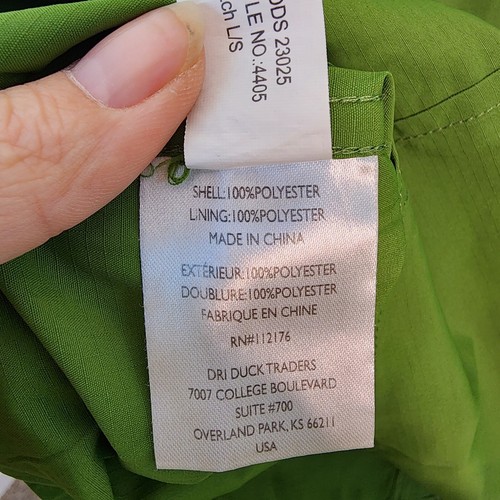 ODS 23025
LE NO.:4405
ch L/S
SHELL:100%POLYESTER
LINING:100%POLYESTER
MADE IN CHINA
EXTÉRIEUR:100%POLYESTER
DOUBLURE:100%POLYESTER
FABRIQUE EN CHINE
RN#112176
DRI DUCK TRADERS
7007 COLLEGE BOULEVARD
SUITE #700
OVERLAND PARK, KS 66211
USA